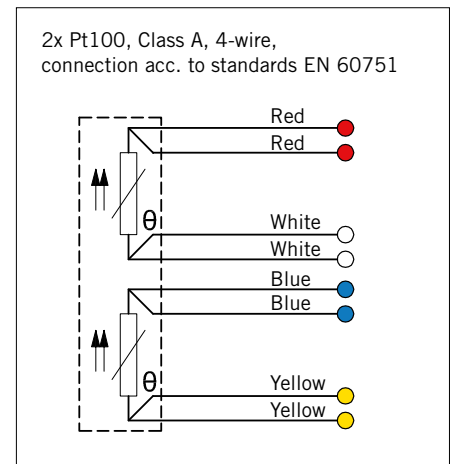 2x Pt100, Class A, 4-wire,
connection acc. to standards EN 60751
Red
Red
θ
White
White
Blue
Blue
θ
Yellow
Yellow